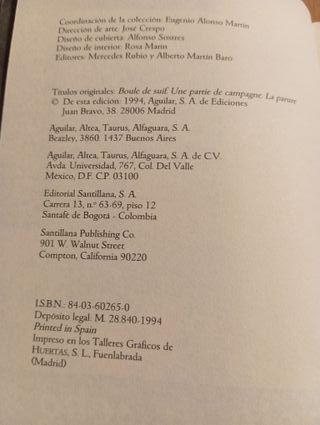 Coordinación de la colección: Eugenio Alonso Martín
Dirección de arte: José Crespo
Diseño de cubierta: Alfonso Sostres
Diseño de interior: Rosa Marín
Editores: Mercedes Rubio y Alberto Martín Baró
Títulos originales: Boule de suif. Une partie de campagne. La parure
© De esta edición: 1994, Aguilar, S. A. de Ediciones
Juan Bravo, 38. 28006 Madrid
Aguilar, Altea, Taurus, Alfaguara, S. A.
Beazley, 3860. 1437 Buenos Aires
Aguilar, Altea, Taurus, Alfaguara, S. A. de C.V.
Avda. Universidad, 767, Col. Del Valle
México, D.F. C.P. 03100
Editorial Santillana, S. A.
Carrera 13, n.º 63-69, piso 12
Santafé de Bogotá - Colombia
Santillana Publishing Co.
901 W. Walnut Street
Compton, California 90220
I.S.B.N.: 84-03-60265-0
Depósito legal: M. 28.840-1994
Printed in Spain
Impreso en los Talleres Gráficos de
HUERTAS, S. L., Fuenlabrada
(Madrid)